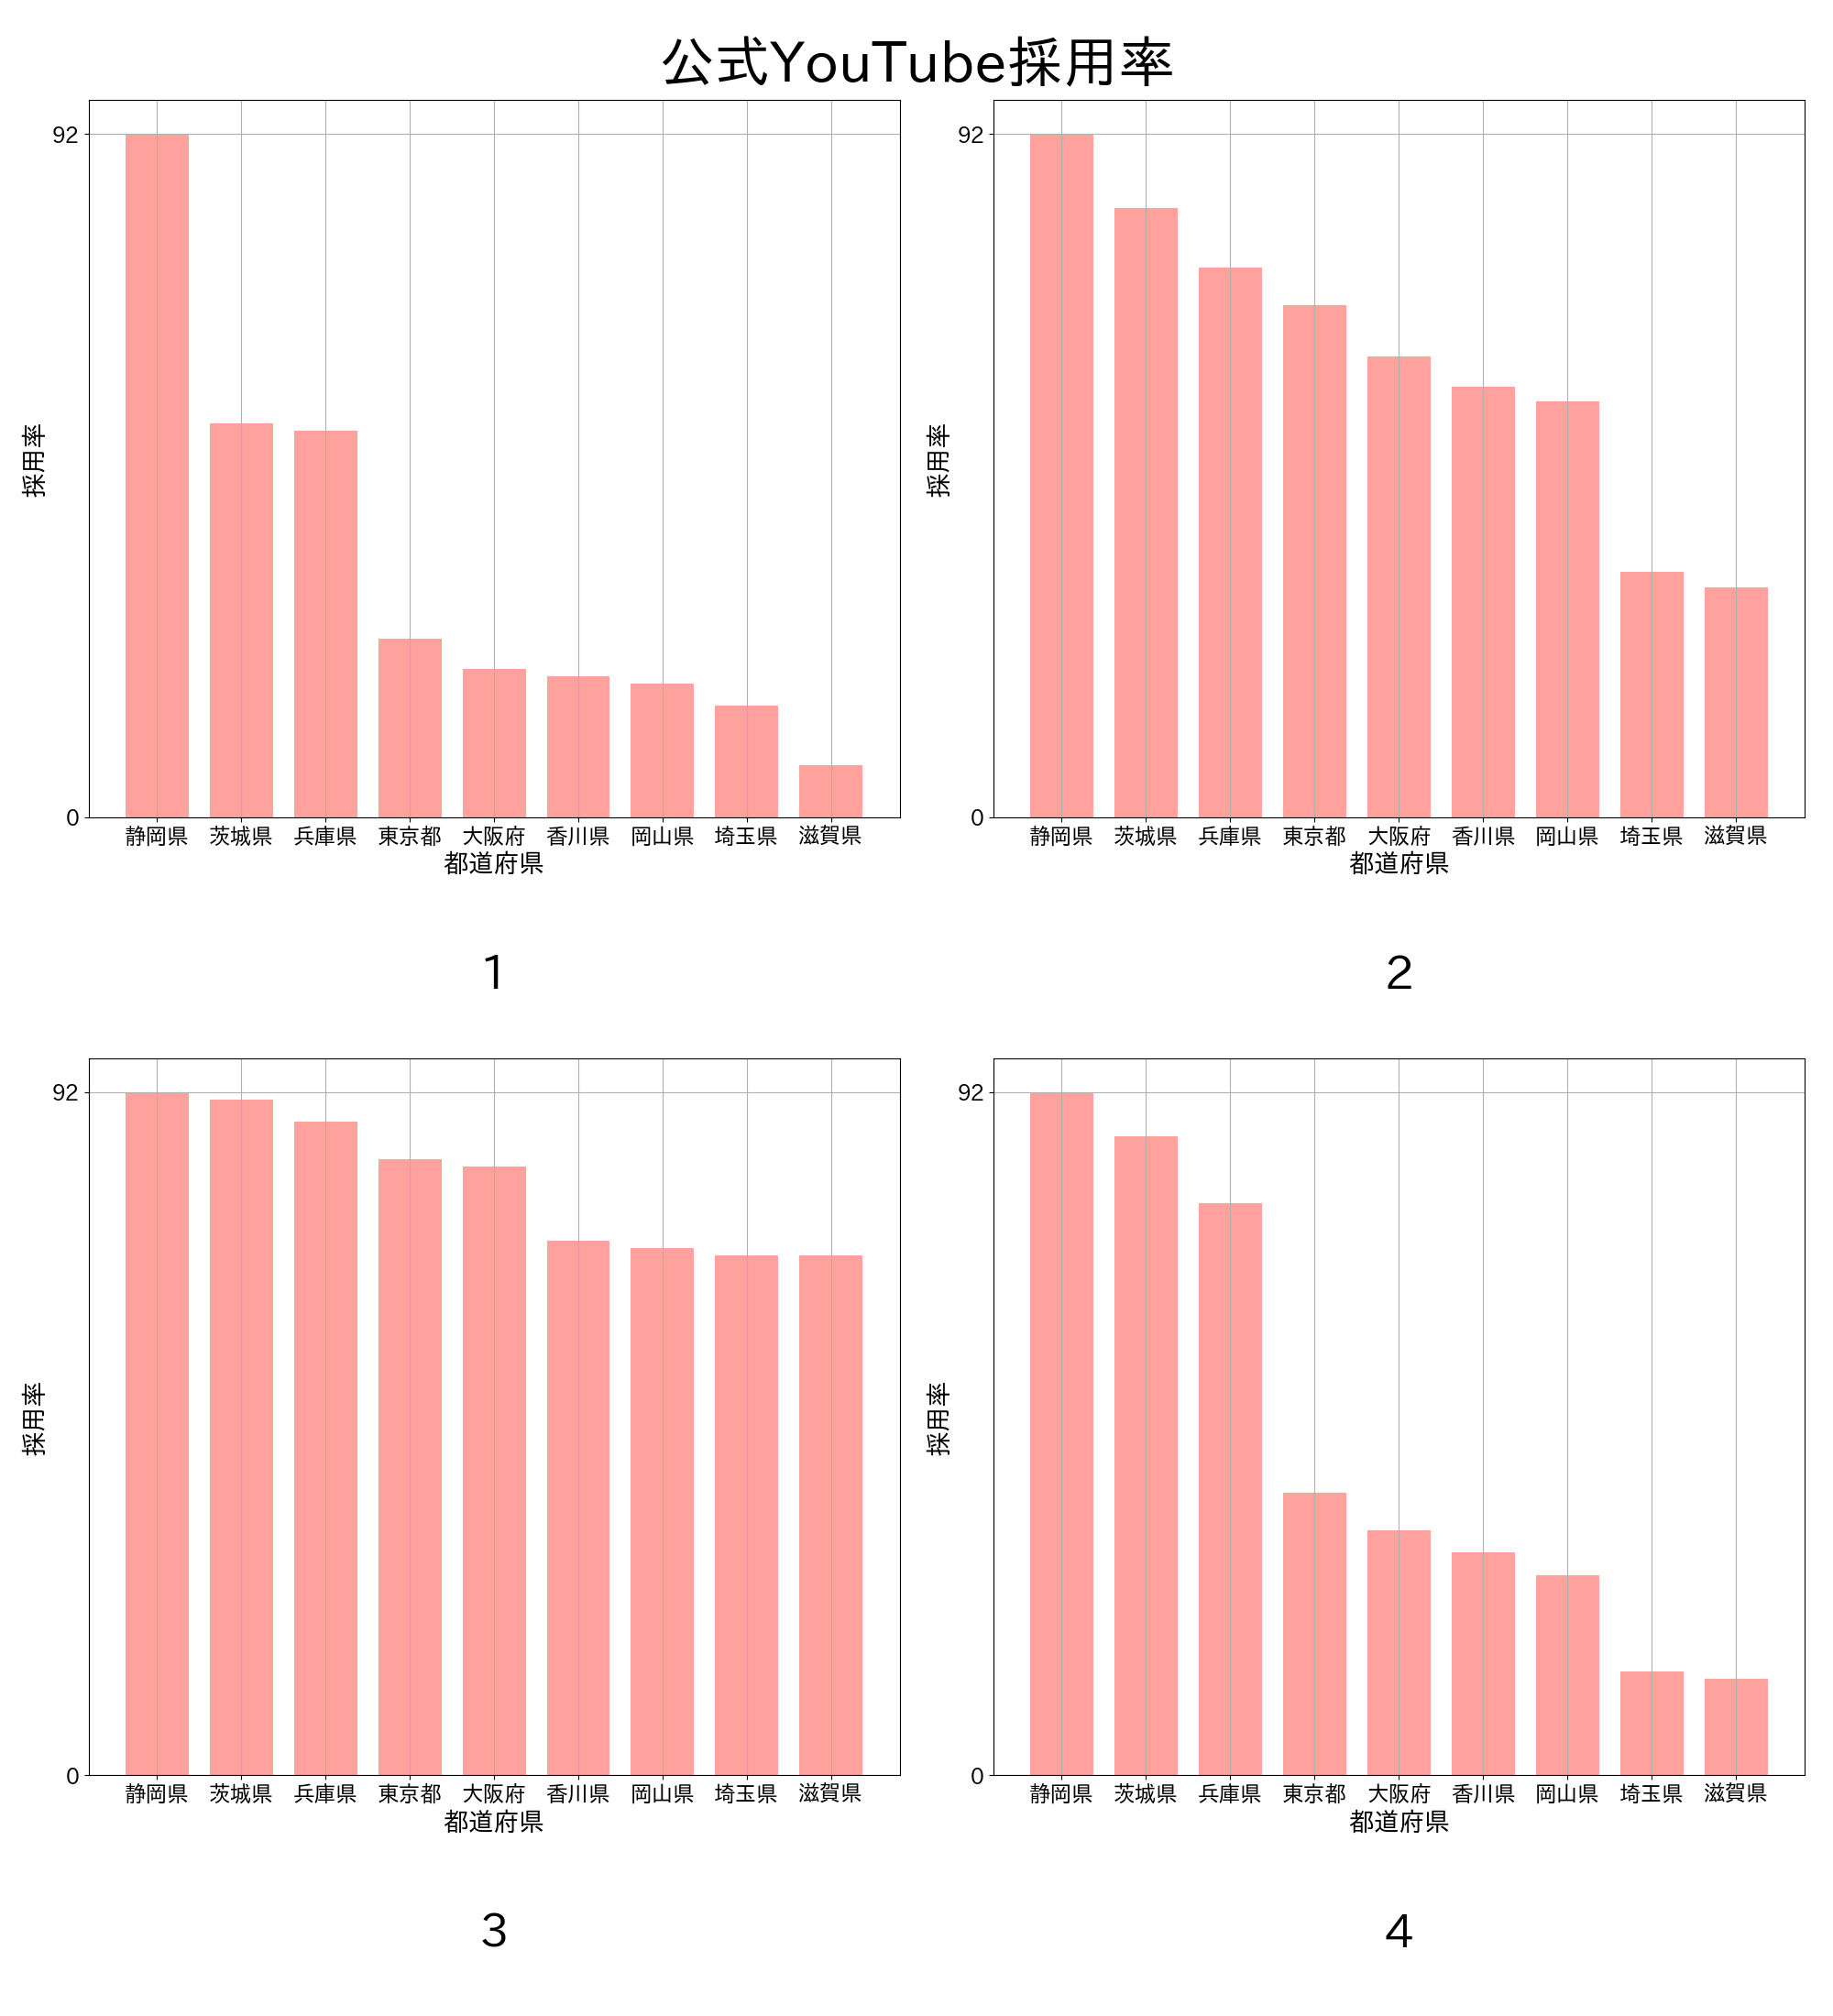 公式YouTube採用率
92
0
採用率
静岡県 茨城県 兵庫県 東京都 大阪府 香川県 岡山県 埼玉県 滋賀県
都道府県
1
92
0
採用率
静岡県 茨城県 兵庫県 東京都 大阪府 香川県 岡山県 埼玉県 滋賀県
都道府県
2
92
0
採用率
静岡県 茨城県 兵庫県 東京都 大阪府 香川県 岡山県 埼玉県 滋賀県
都道府県
3
92
0
採用率
静岡県 茨城県 兵庫県 東京都 大阪府 香川県 岡山県 埼玉県 滋賀県
都道府県
4